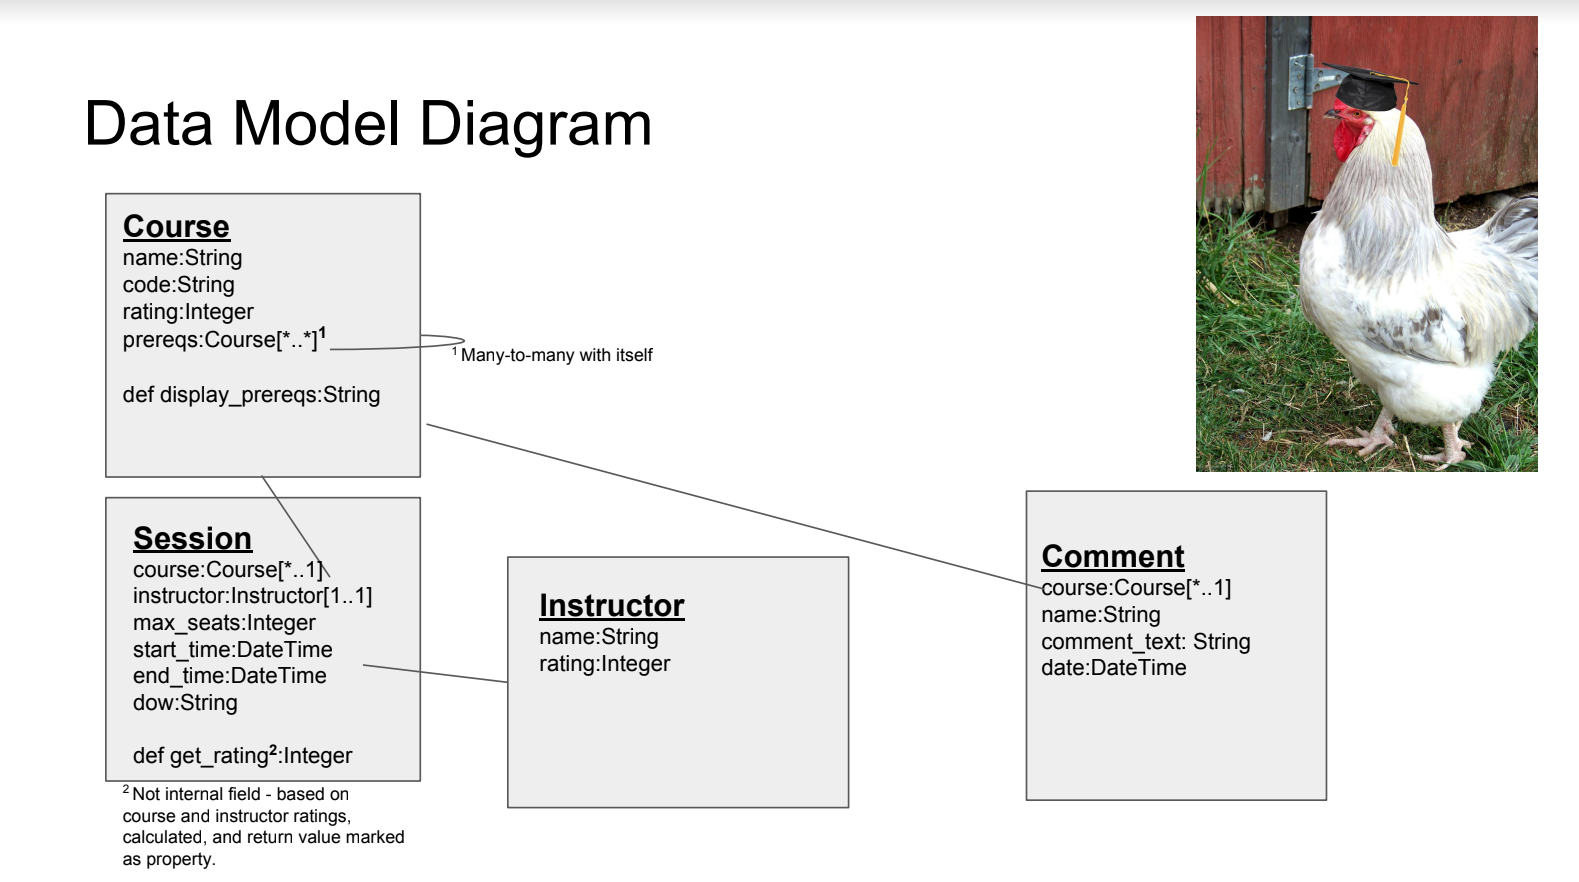 Data Model Diagram
Course
name:String
code:String
rating:Integer
prereqs:Course[*..*]¹
def display_prereqs:String
¹ Many-to-many with itself
Session
course:Course[*..1]
instructor:Instructor[1..1]
max_seats:Integer
start_time:DateTime
end_time:DateTime
dow:String
def get_rating²:Integer
² Not internal field - based on
course and instructor ratings,
calculated, and return value marked
as property.
Instructor
name:String
rating:Integer
Comment
course:Course[*..1]
name:String
comment_text: String
date:DateTime